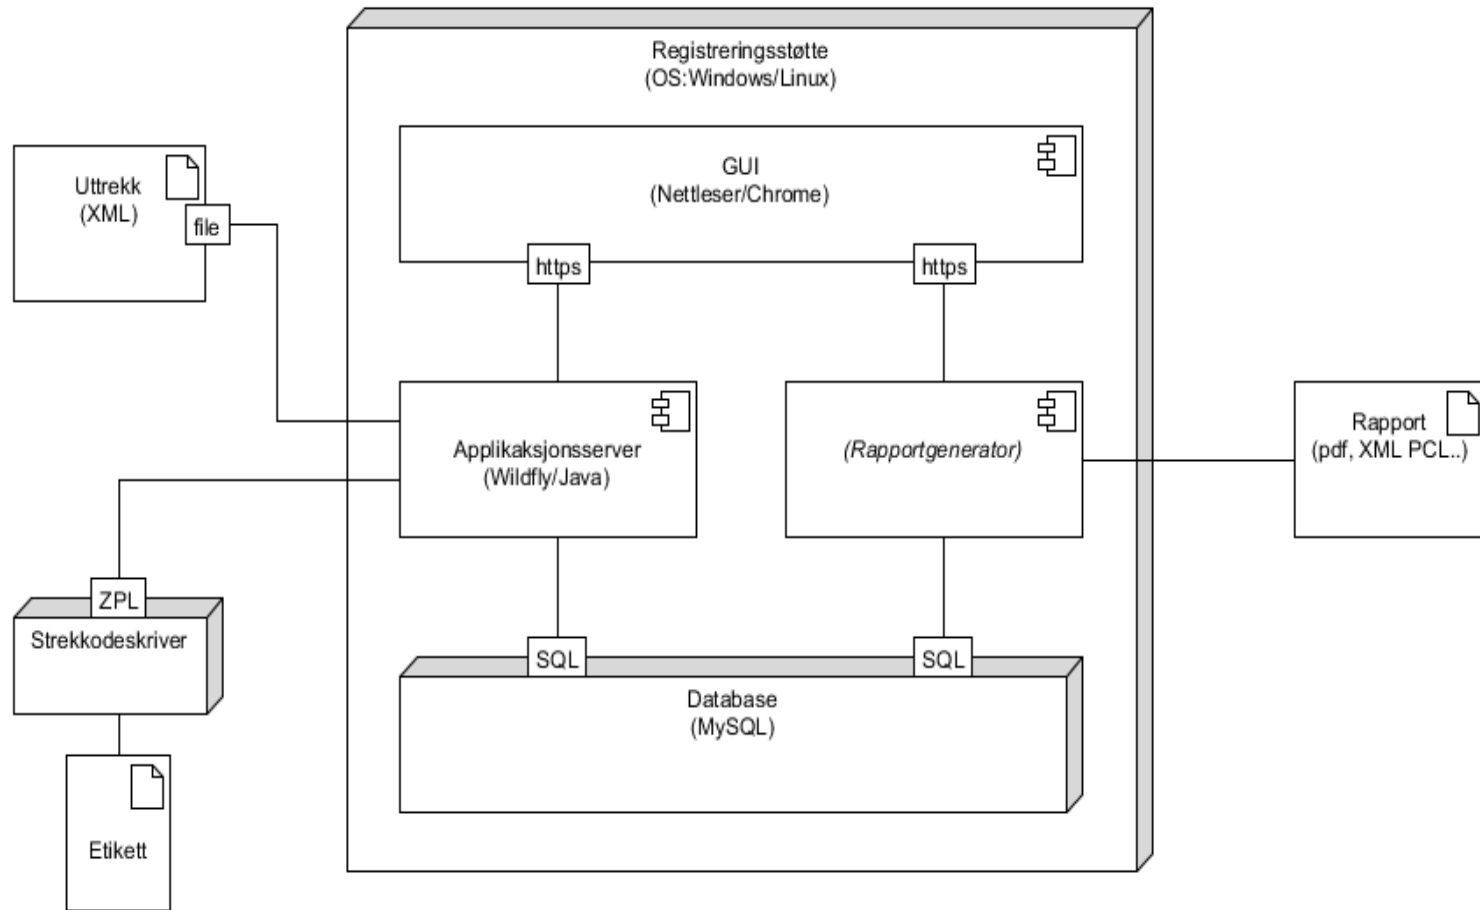 Registreringsstøtte
(OS:Windows/Linux)
GUI
(Nettleser/Chrome)
https
https
Uttrekk
(XML)
file
Applikaksjonsserver
(Wildfly/Java)
(Rapportgenerator)
Rapport
(pdf, XML PCL..)
ZPL
Strekkodeskriver
SQL
SQL
Database
(MySQL)
Etikett